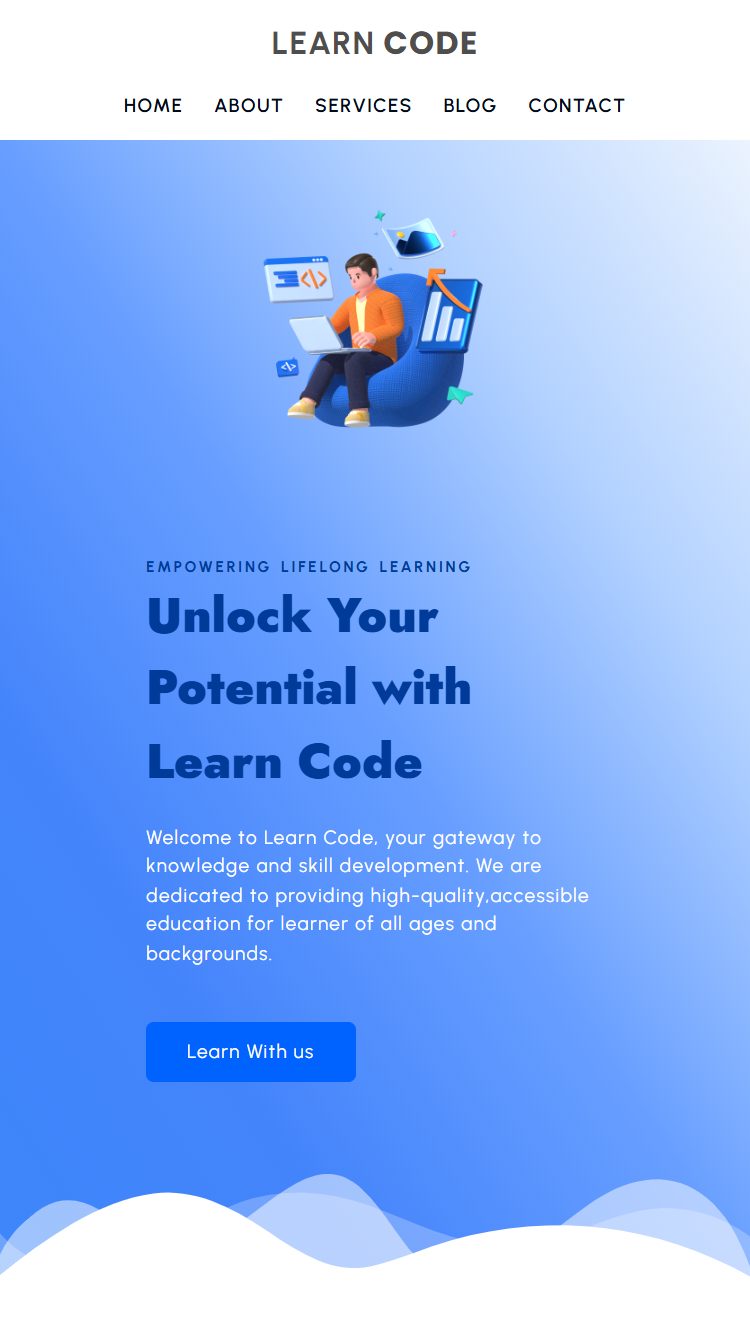 LEARN CODE
HOME ABOUT SERVICES BLOG CONTACT
</>
</>
EMPOWERING LIFELONG LEARNING
Unlock Your
Potential with
Learn Code
Welcome to Learn Code, your gateway to
knowledge and skill development. We are
dedicated to providing high-quality,accessible
education for learner of all ages and
backgrounds.
Learn With us